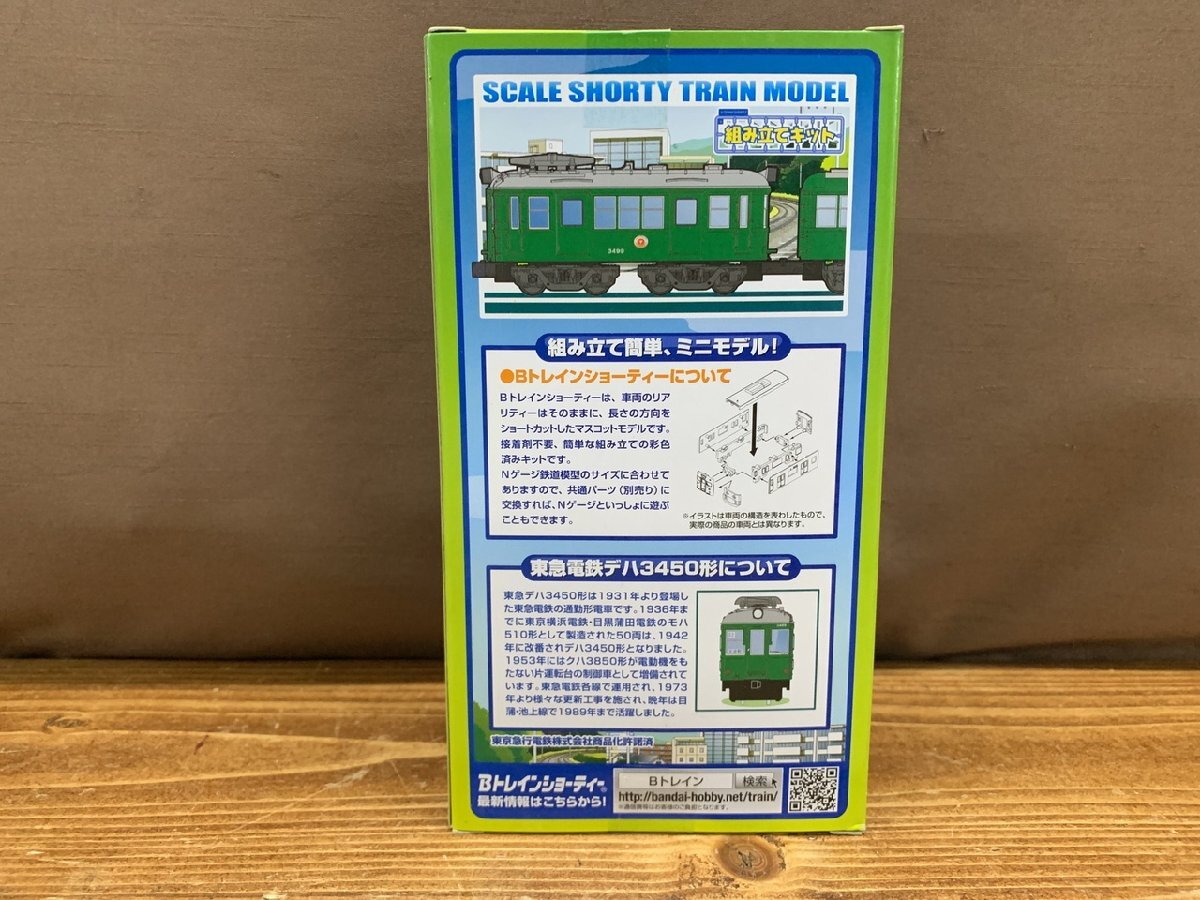 SCALE SHORTY TRAIN MODEL
組み立てキット
3499
組み立て簡単、ミニモデル!
●Bトレインショーティーについて
Bトレインショーティーは、車両のリア
リティーはそのままに、長さの方向を
ショートカットしたマスコットモデルです。
接着剤不要、簡単な組み立ての彩色
済みキットです。
Nゲージ鉄道模型のサイズに合わせて
ありますので、共通パーツ(別売り)に
交換すれば、Nゲージといっしょに遊ぶ
こともできます。
※イラストは車両の構造を表わしたもので、
実際の商品の車両とは異なります。
東急電鉄デハ3450形について
東急デハ3450形は1931年より登場し
た東急電鉄の通勤形電車です。1936年ま
でに東京横浜電鉄・目黒蒲田電鉄のモハ
510形として製造された50両は、1942
年に改番されデハ3450形となりました。
1953年にはクハ3850形が電動機をも
たない片運転台の制御車として増備されて
います。東急電鉄各線で運用され、1973
年より様々な更新工事を施され、晩年は目
蒲・池上線で1989年まで活躍しました。
3499
東京急行電鉄株式会社商品化許諾済
Bトレインショーティー®
最新情報はこちらから!
Bトレイン 検索
http://bandai-hobby.net/train/
※通信費等はお客様のご負担となります。